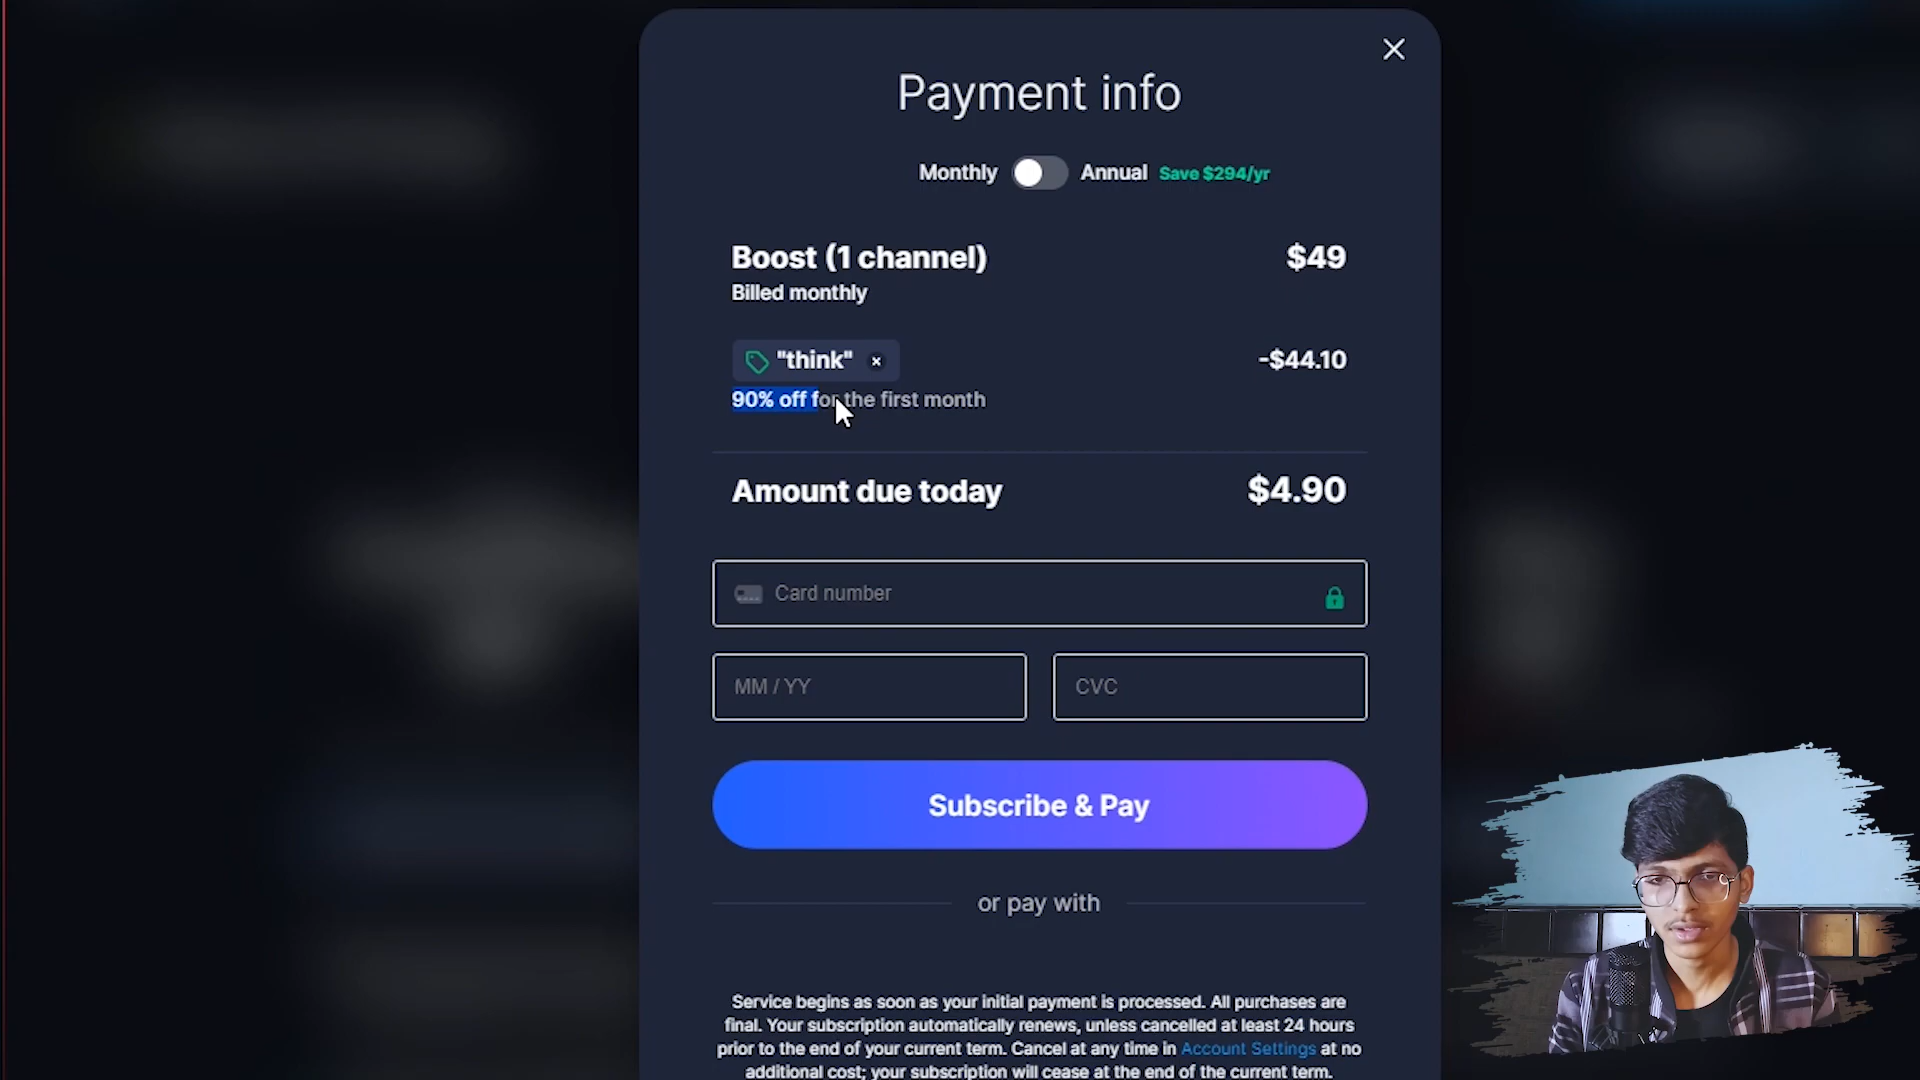 Payment info
Monthly Annual Save $294/yr
Boost (1 channel) $49
Billed monthly
"think" × -$44.10
90% off for the first month
Amount due today $4.90
Card number
MM / YY CVC
Subscribe & Pay
or pay with
Service begins as soon as your initial payment is processed. All purchases are
final. Your subscription automatically renews, unless cancelled at least 24 hours
prior to the end of your current term. Cancel at any time in Account Settings at no
additional cost; your subscription will cease at the end of the current term.